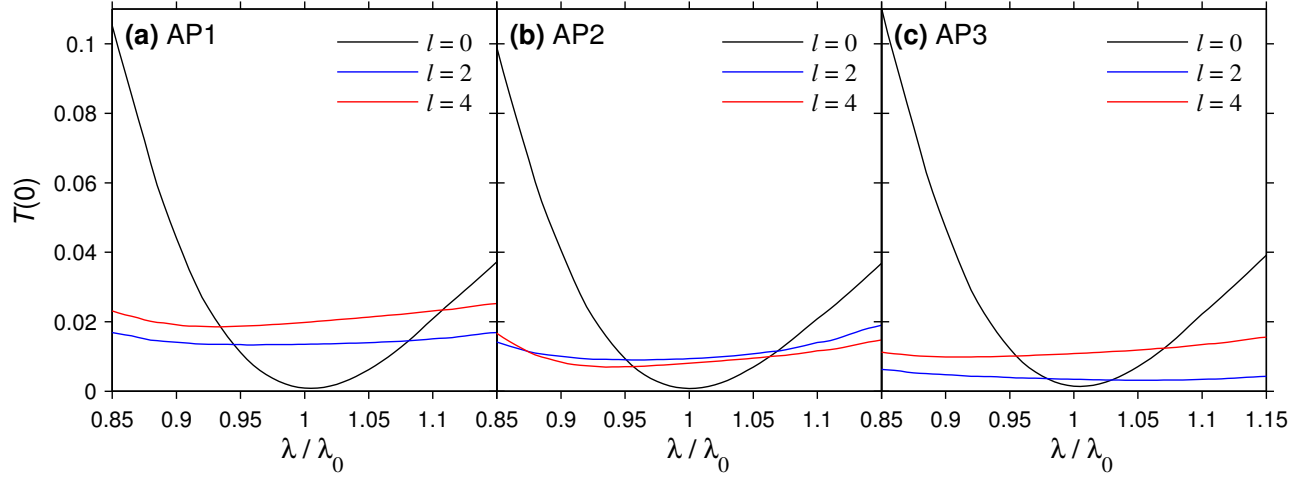 (a) AP1
l = 0
l = 2
l = 4
(b) AP2
l = 0
l = 2
l = 4
(c) AP3
l = 0
l = 2
l = 4
T(0)
0.1
0.08
0.06
0.04
0.02
0
0.85 0.9 0.95 1 1.05 1.1 0.85 0.9 0.95 1 1.05 1.1 0.85 0.9 0.95 1 1.05 1.1 1.15
λ / λ0 λ / λ0 λ / λ0